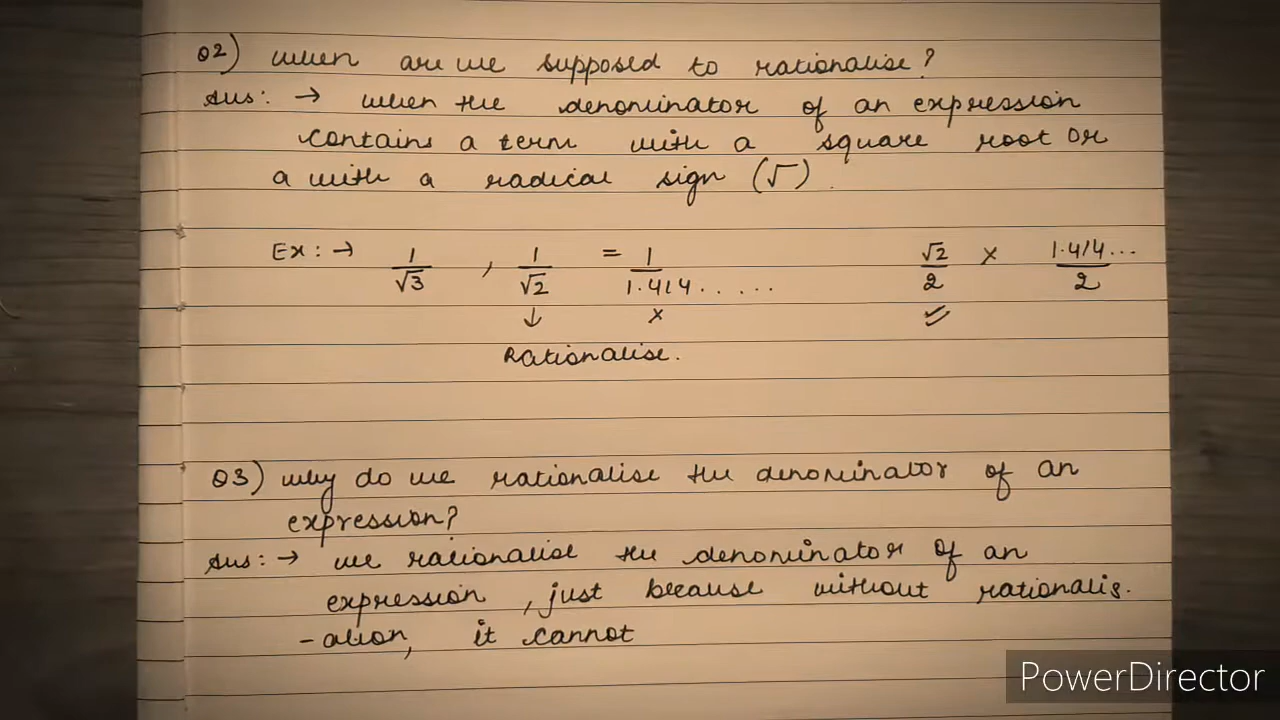 Q2) when are we supposed to rationalise?
Ans: → when the denominator of an expression
contains a term with a square root or
a with a radical sign (√).
Ex: → 1/√3 , 1/√2 = 1/1.414..... √2/2 × 1.414.../2
↓ × ✓
Rationalise.
Q3) why do we rationalise the denominator of an
expression?
Ans: → we rationalise the denominator of an
expression, just because without rationalis.
-ation, it cannot
PowerDirector